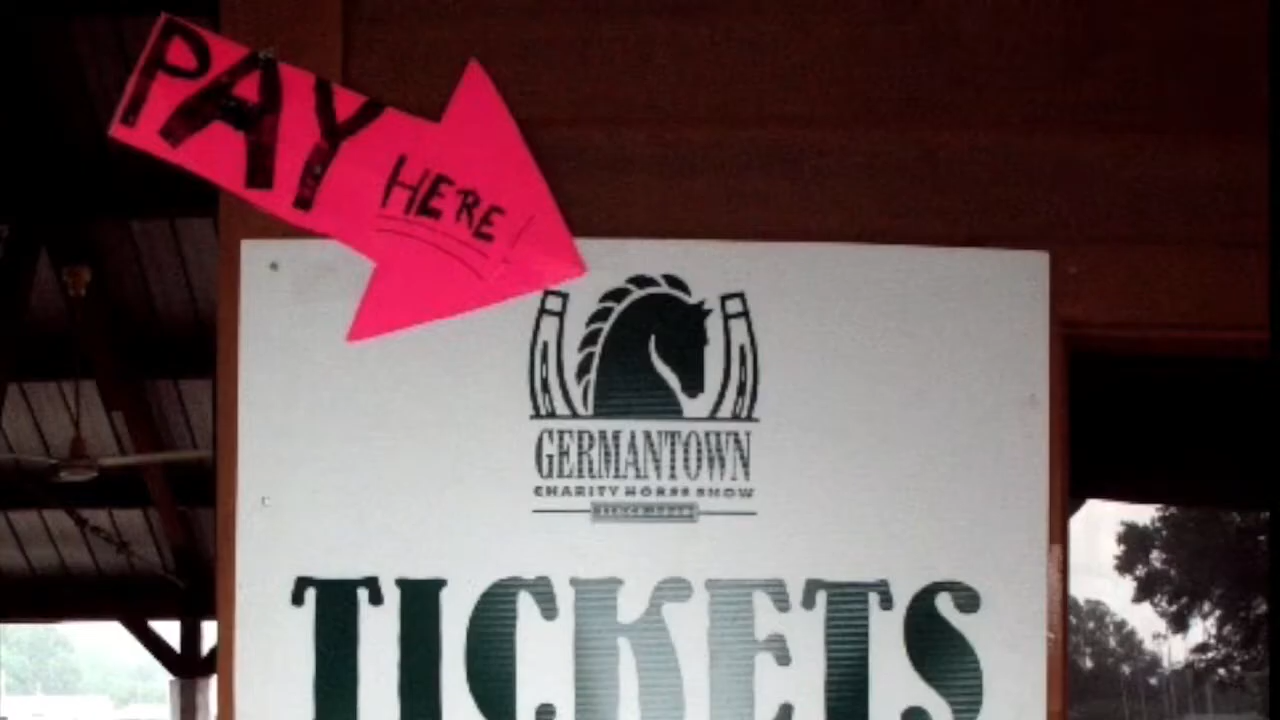 PAY
HERE!
GERMANTOWN
CHARITY HORSE SHOW
TICKETS